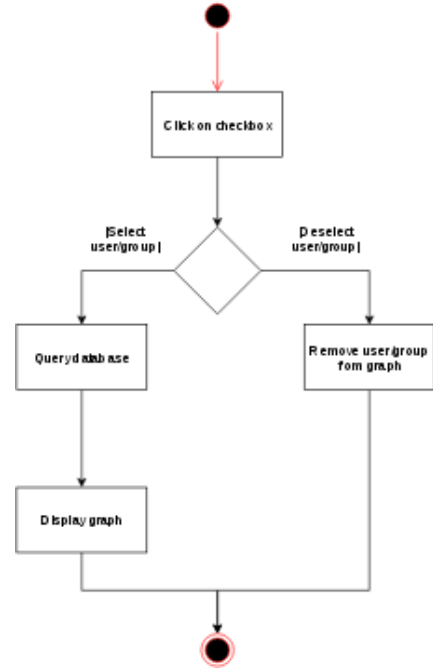 Click on checkbox
[Select
user/group]
[Deselect
user/group]
Query database
Remove user/group
fom graph
Display graph